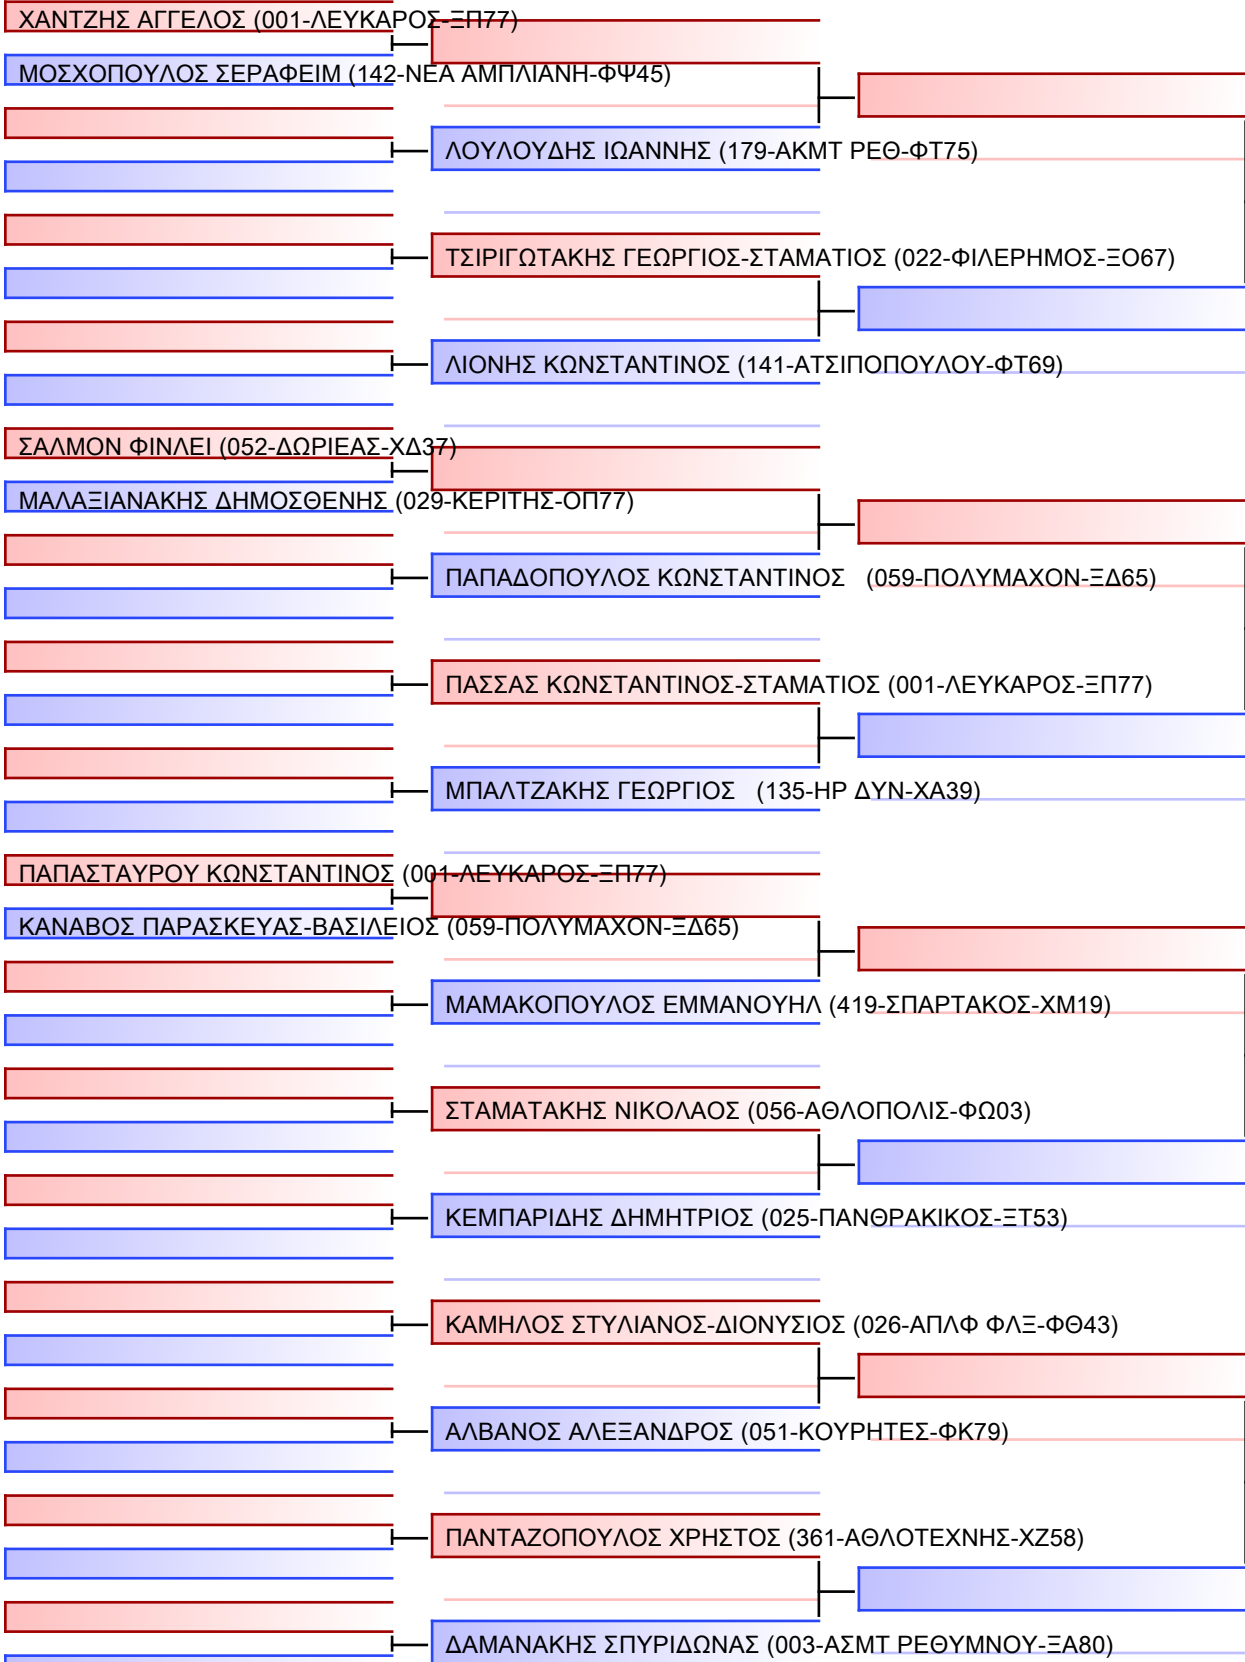 ΧΑΝΤΖΗΣ ΑΓΓΕΛΟΣ (001-ΛΕΥΚΑΡΟΣ-ΞΠ77)
ΜΟΣΧΟΠΟΥΛΟΣ ΣΕΡΑΦΕΙΜ (142-ΝΕΑ ΑΜΠΛΙΑΝΗ-ΦΨ45)
ΛΟΥΛΟΥΔΗΣ ΙΩΑΝΝΗΣ (179-ΑΚΜΤ ΡΕΘ-ΦΤ75)
ΤΣΙΡΙΓΩΤΑΚΗΣ ΓΕΩΡΓΙΟΣ-ΣΤΑΜΑΤΙΟΣ (022-ΦΙΛΕΡΗΜΟΣ-ΞΟ67)
ΛΙΟΝΗΣ ΚΩΝΣΤΑΝΤΙΝΟΣ (141-ΑΤΣΙΠΟΠΟΥΛΟΥ-ΦΤ69)
ΣΑΛΜΟΝ ΦΙΝΛΕΙ (052-ΔΩΡΙΕΑΣ-ΧΔ37)
ΜΑΛΑΞΙΑΝΑΚΗΣ ΔΗΜΟΣΘΕΝΗΣ (029-ΚΕΡΙΤΗΣ-ΟΠ77)
ΠΑΠΑΔΟΠΟΥΛΟΣ ΚΩΝΣΤΑΝΤΙΝΟΣ   (059-ΠΟΛΥΜΑΧΟΝ-ΞΔ65)
ΠΑΣΣΑΣ ΚΩΝΣΤΑΝΤΙΝΟΣ-ΣΤΑΜΑΤΙΟΣ (001-ΛΕΥΚΑΡΟΣ-ΞΠ77)
ΜΠΑΛΤΖΑΚΗΣ ΓΕΩΡΓΙΟΣ   (135-ΗΡ ΔΥΝ-ΧΑ39)
ΠΑΠΑΣΤΑΥΡΟΥ ΚΩΝΣΤΑΝΤΙΝΟΣ (001-ΛΕΥΚΑΡΟΣ-ΞΠ77)
ΚΑΝΑΒΟΣ ΠΑΡΑΣΚΕΥΑΣ-ΒΑΣΙΛΕΙΟΣ (059-ΠΟΛΥΜΑΧΟΝ-ΞΔ65)
ΜΑΜΑΚΟΠΟΥΛΟΣ ΕΜΜΑΝΟΥΗΛ (419-ΣΠΑΡΤΑΚΟΣ-ΧΜ19)
ΣΤΑΜΑΤΑΚΗΣ ΝΙΚΟΛΑΟΣ (056-ΑΘΛΟΠΟΛΙΣ-ΦΩ03)
ΚΕΜΠΑΡΙΔΗΣ ΔΗΜΗΤΡΙΟΣ (025-ΠΑΝΘΡΑΚΙΚΟΣ-ΞΤ53)
ΚΑΜΗΛΟΣ ΣΤΥΛΙΑΝΟΣ-ΔΙΟΝΥΣΙΟΣ (026-ΑΠΛΦ ΦΛΞ-ΦΘ43)
ΑΛΒΑΝΟΣ ΑΛΕΞΑΝΔΡΟΣ (051-ΚΟΥΡΗΤΕΣ-ΦΚ79)
ΠΑΝΤΑΖΟΠΟΥΛΟΣ ΧΡΗΣΤΟΣ (361-ΑΘΛΟΤΕΧΝΗΣ-ΧΖ58)
ΔΑΜΑΝΑΚΗΣ ΣΠΥΡΙΔΩΝΑΣ (003-ΑΣΜΤ ΡΕΘΥΜΝΟΥ-ΞΑ80)